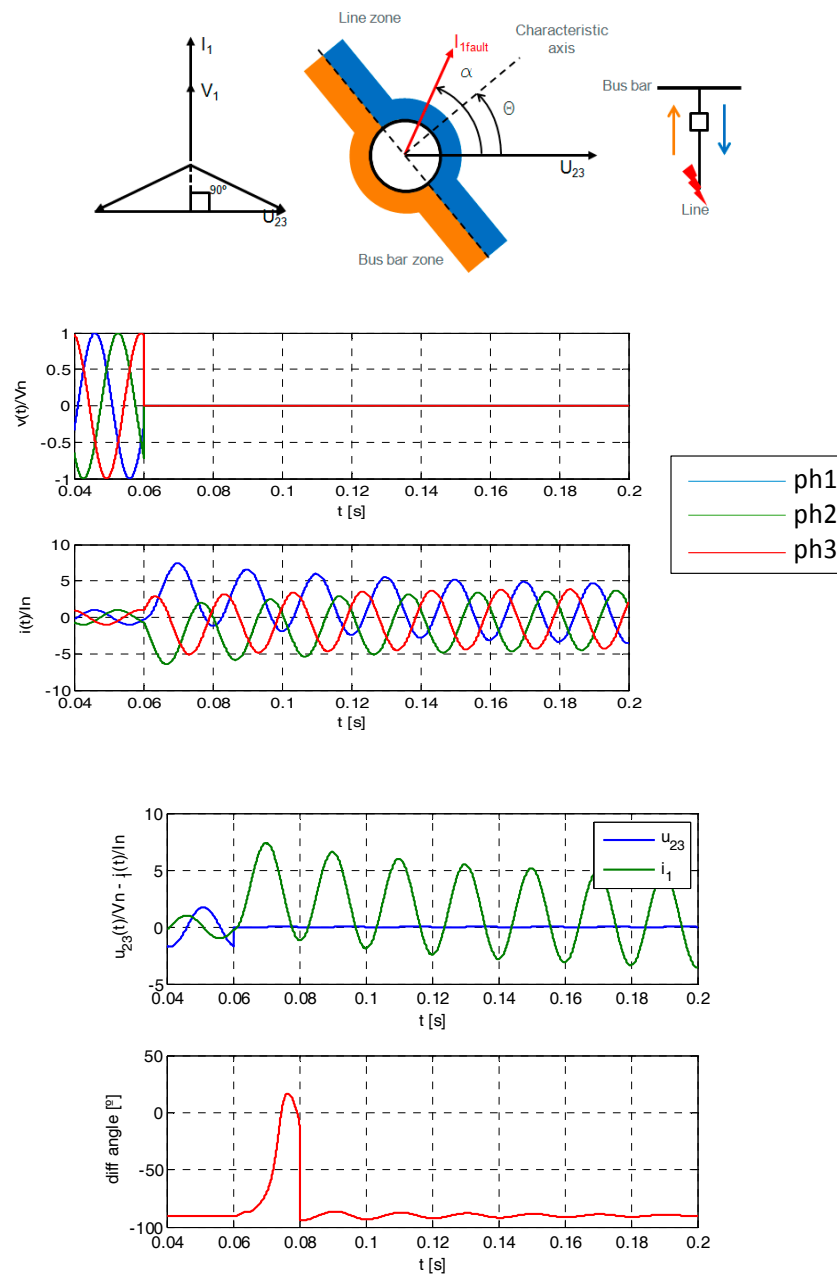 Line zone
I1fault
Characteristic
axis
I1
V1
α
Θ
Bus bar
90º
U23
U23
Line
Bus bar zone
v(t)/Vn
1
0.5
0
-0.5
-1
0.04 0.06 0.08 0.1 0.12 0.14 0.16 0.18 0.2
t [s]
ph1
ph2
ph3
i(t)/In
10
5
0
-5
-10
0.04 0.06 0.08 0.1 0.12 0.14 0.16 0.18 0.2
t [s]
u23(t)/Vn - i1(t)/In
10
5
0
-5
u23
i1
0.04 0.06 0.08 0.1 0.12 0.14 0.16 0.18 0.2
t [s]
diff angle [º]
50
0
-50
-100
0.04 0.06 0.08 0.1 0.12 0.14 0.16 0.18 0.2
t [s]